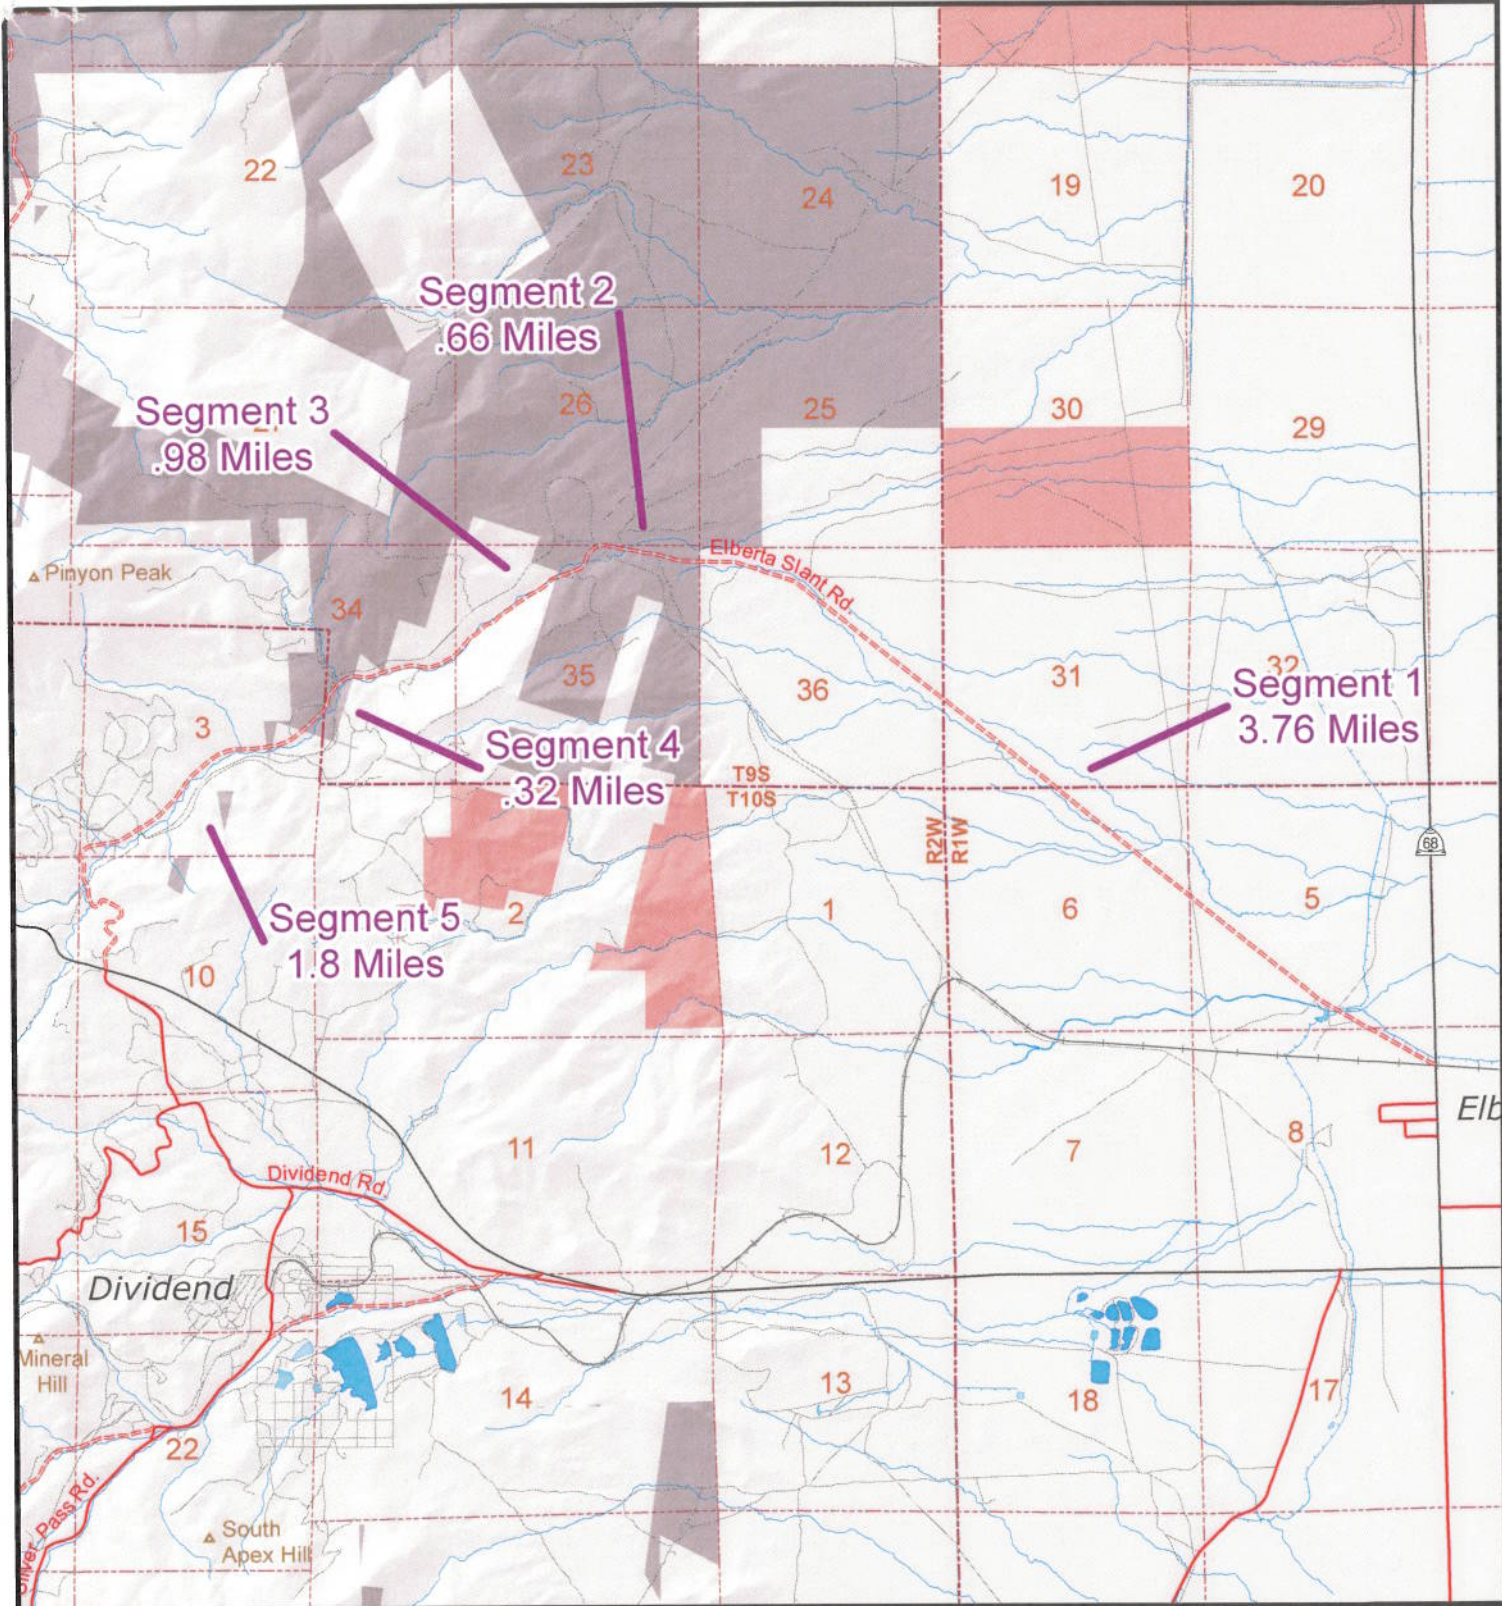 22
23
24
19
20
Segment 2
.66 Miles
Segment 3
.98 Miles
26
25
30
29
Pinyon Peak
34
Elberta Slant Rd.
35
36
31
32
Segment 1
3.76 Miles
3
Segment 4
.32 Miles
T9S
T10S
R2W
R1W
68
Segment 5
1.8 Miles
2
1
6
5
10
Elb
11
12
7
8
Dividend Rd.
15
Dividend
Mineral
Hill
14
13
18
17
22
Silver Pass Rd.
South
Apex Hill